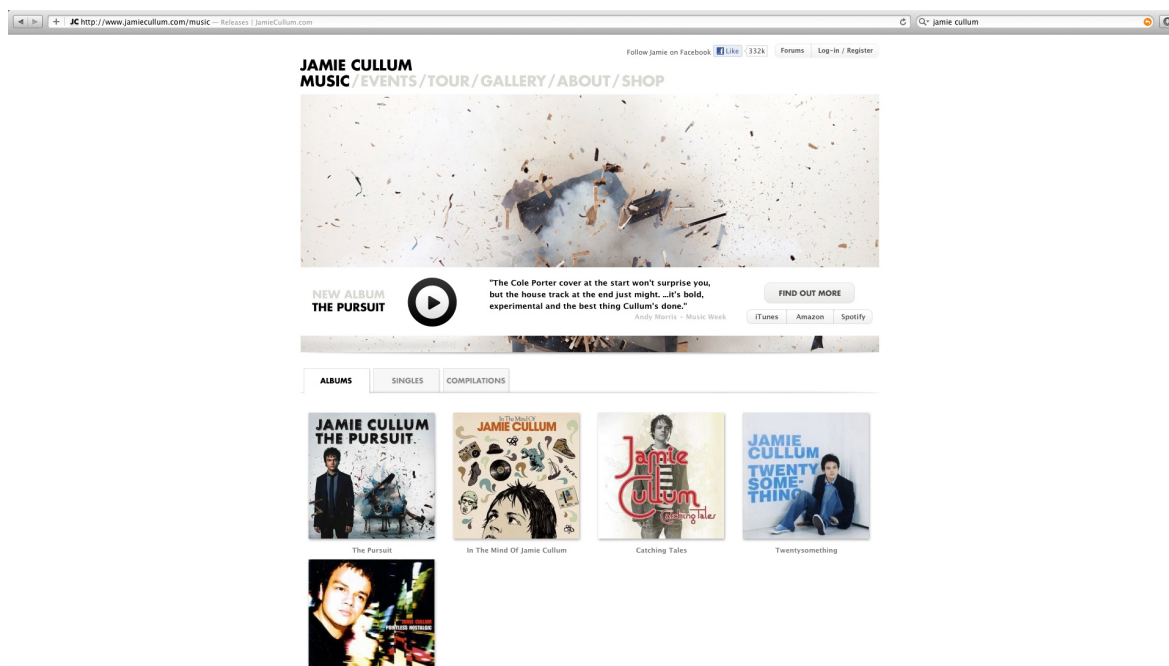 JC http://www.jamiecullum.com/music — Releases | JamieCullum.com
jamie cullum
Follow Jamie on Facebook Like 332k Forums Log-in / Register
JAMIE CULLUM
MUSIC/EVENTS/TOUR/GALLERY/ABOUT/SHOP
NEW ALBUM
THE PURSUIT
"The Cole Porter cover at the start won't surprise you,
but the house track at the end just might. ...it's bold,
experimental and the best thing Cullum's done."
Andy Morris - Music Week
FIND OUT MORE
iTunes Amazon Spotify
ALBUMS SINGLES COMPILATIONS
JAMIE CULLUM
THE PURSUIT
In The Mind Of
JAMIE CULLUM
Jamie
Cullum
Catching Tales
JAMIE
CULLUM
TWENTY
SOME-
THING
The Pursuit In The Mind Of Jamie Cullum Catching Tales Twentysomething
JAMIE CULLUM
POINTLESS NOSTALGIC